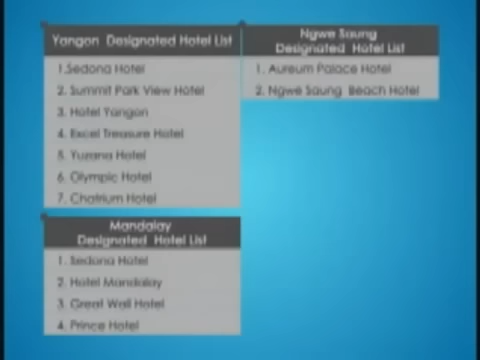 Yangon Designated Hotel List
1.Sedona Hotel
2. Summit Park View Hotel
3. Hotel Yangon
4. Excel Treasure Hotel
5. Yuzana Hotel
6. Olympic Hotel
7. Chatrium Hotel
Ngwe Saung
Designated Hotel List
1. Aureum Palace Hotel
2. Ngwe Saung Beach Hotel
Mandalay
Designated Hotel List
1. Sedona Hotel
2. Hotel Mandalay
3. Great Wall Hotel
4. Prince Hotel